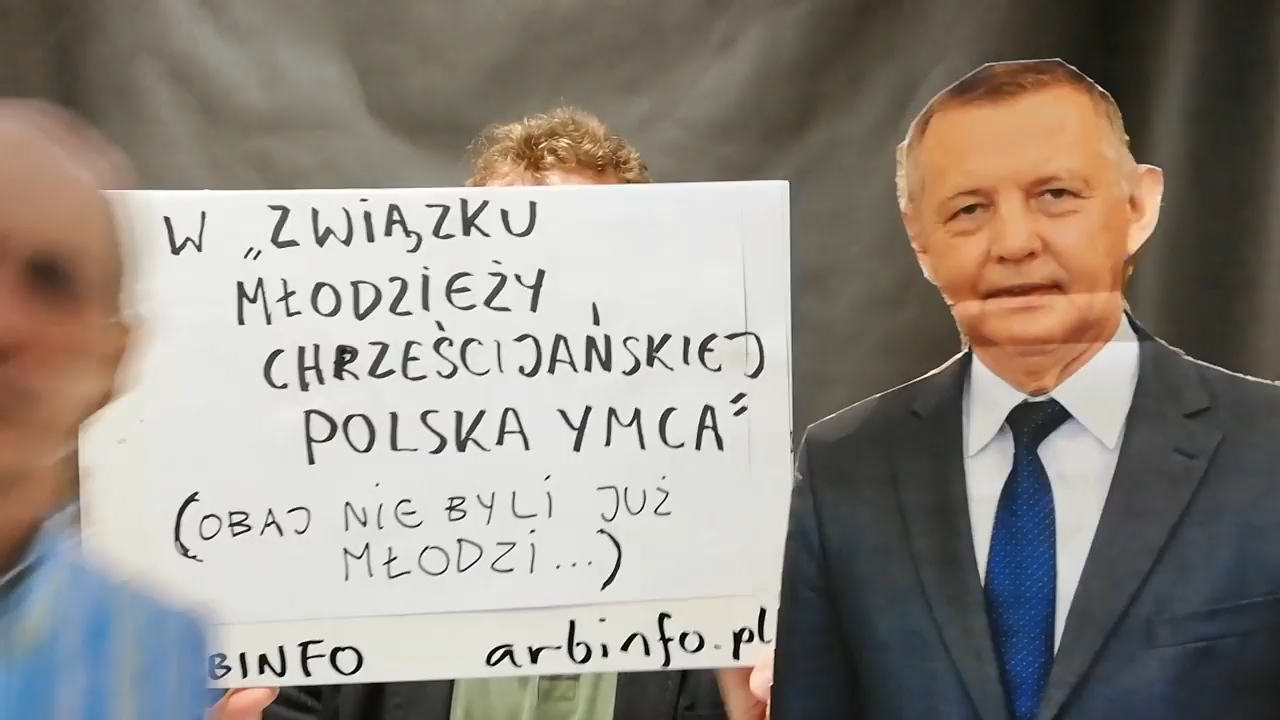 W „ZWIĄZKU
MŁODZIEŻY
CHRZEŚCIJAŃSKIEJ
POLSKA YMCA"
(OBAJ NIE BYLI JUŻ
MŁODZI...)
BINFO arbinfo.pl